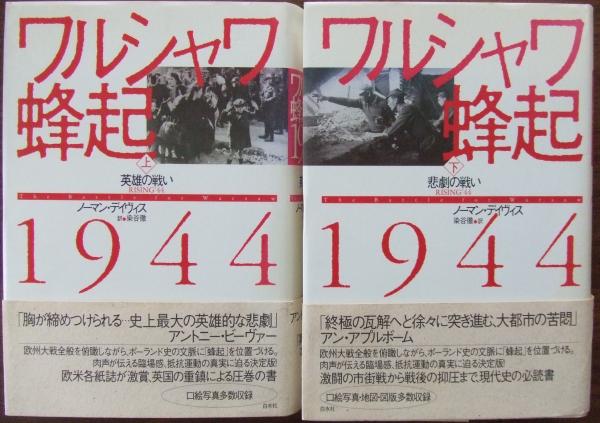 ワルシャワ
蜂起
上
英雄の戦い
RISING '44
The Battle for Warsaw
ノーマン・デイヴィス
染谷徹 訳
1944
「胸が締めつけられる…史上最大の英雄的な悲劇」
アントニー・ビーヴァー
欧州大戦全般を俯瞰しながら、ポーランド史の文脈に「蜂起」を位置づける。
肉声が伝える臨場感、抵抗運動の真実に迫る決定版!
欧米各紙誌が激賞、英国の重鎮による圧巻の書
口絵写真多数収録
白水社
ワルシャワ
蜂起
下
悲劇の戦い
RISING '44
The Battle for Warsaw
ノーマン・デイヴィス
染谷徹 訳
1944
「終極の瓦解へと徐々に突き進む、大都市の苦悶」
アン・アプルボーム
欧州大戦全般を俯瞰しながら、ポーランド史の文脈に「蜂起」を位置づける。
肉声が伝える臨場感、抵抗運動の真実に迫る決定版!
激闘の市街戦から戦後の抑圧まで、現代史の必読書
口絵写真・地図・図版多数収録
白水社